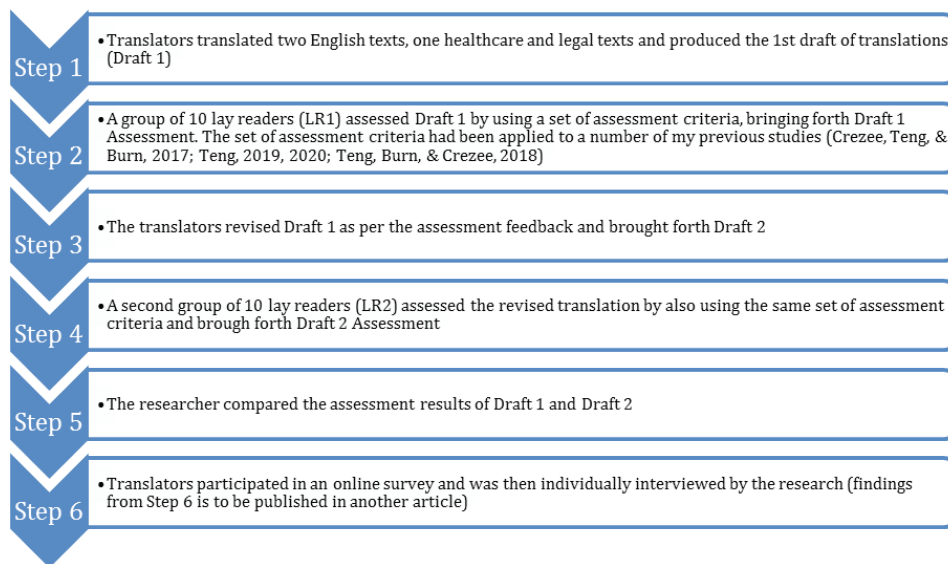 Step 1
•Translators translated two English texts, one healthcare and legal texts and produced the 1st draft of translations
(Draft 1)
Step 2
•A group of 10 lay readers (LR1) assessed Draft 1 by using a set of assessment criteria, bringing forth Draft 1
Assessment. The set of assessment criteria had been applied to a number of my previous studies (Crezee, Teng, &
Burn, 2017; Teng, 2019, 2020; Teng, Burn, & Crezee, 2018)
Step 3
•The translators revised Draft 1 as per the assessment feedback and brought forth Draft 2
Step 4
•A second group of 10 lay readers (LR2) assessed the revised translation by also using the same set of assessment
criteria and brough forth Draft 2 Assessment
Step 5
•The researcher compared the assessment results of Draft 1 and Draft 2
Step 6
•Translators participated in an online survey and was then individually interviewed by the research (findings
from Step 6 is to be published in another article)